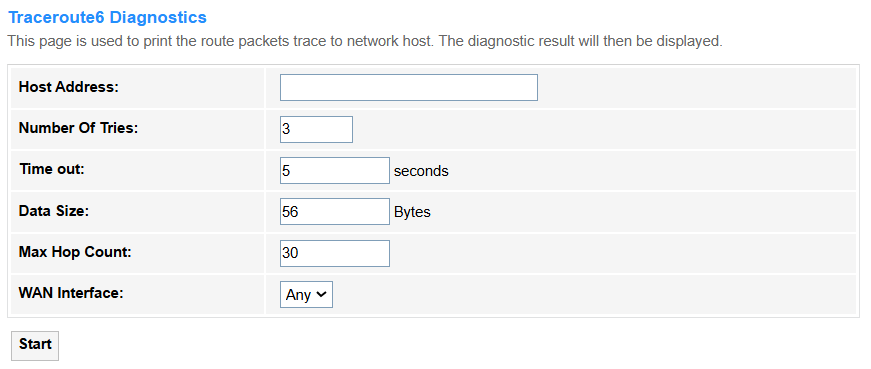 Traceroute6 Diagnostics
This page is used to print the route packets trace to network host. The diagnostic result will then be displayed.
Host Address:
Number Of Tries: 3
Time out: 5 seconds
Data Size: 56 Bytes
Max Hop Count: 30
WAN Interface: Any
Start